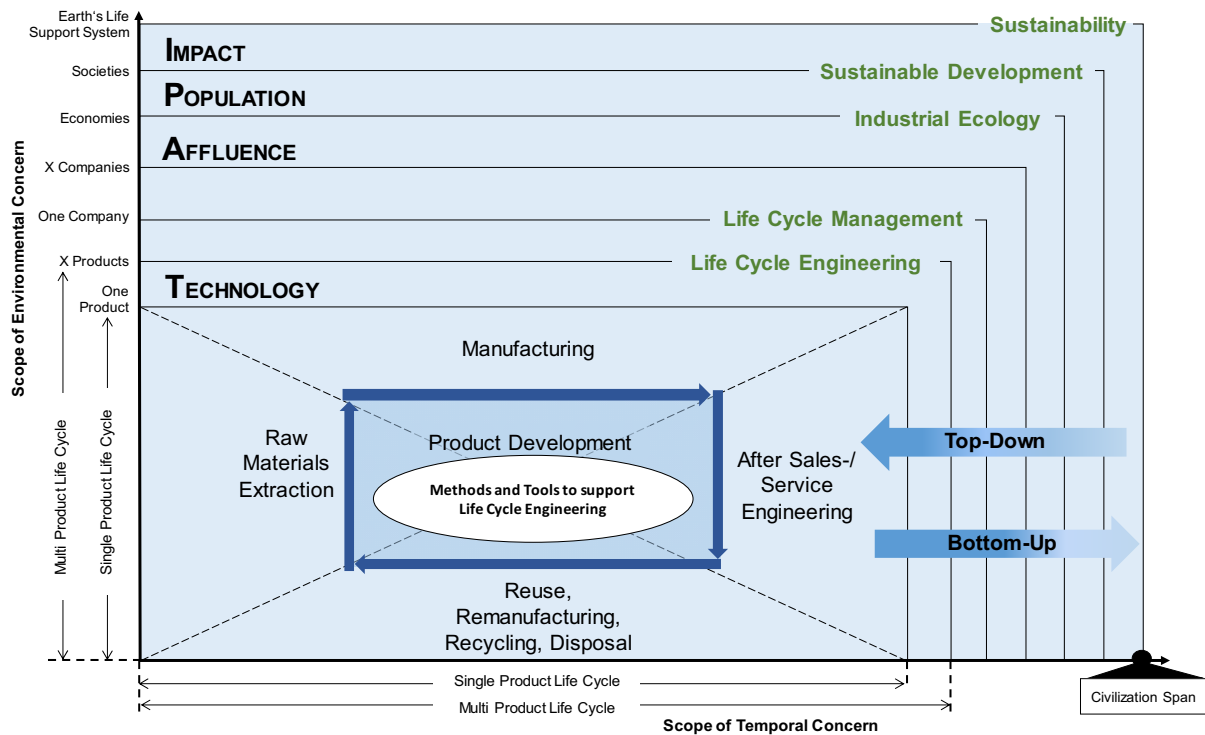 Earth‘s Life
Support System
Sustainability
IMPACT
Societies
Sustainable Development
POPULATION
Economies
Industrial Ecology
AFFLUENCE
X Companies
One Company
Life Cycle Management
X Products
Life Cycle Engineering
One
Product
TECHNOLOGY
Scope of Environmental Concern
Multi Product Life Cycle
Single Product Life Cycle
Manufacturing
Raw
Materials
Extraction
Product Development
Methods and Tools to support
Life Cycle Engineering
After Sales-/
Service
Engineering
Top-Down
Bottom-Up
Reuse,
Remanufacturing,
Recycling, Disposal
Single Product Life Cycle
Multi Product Life Cycle
Scope of Temporal Concern
Civilization Span